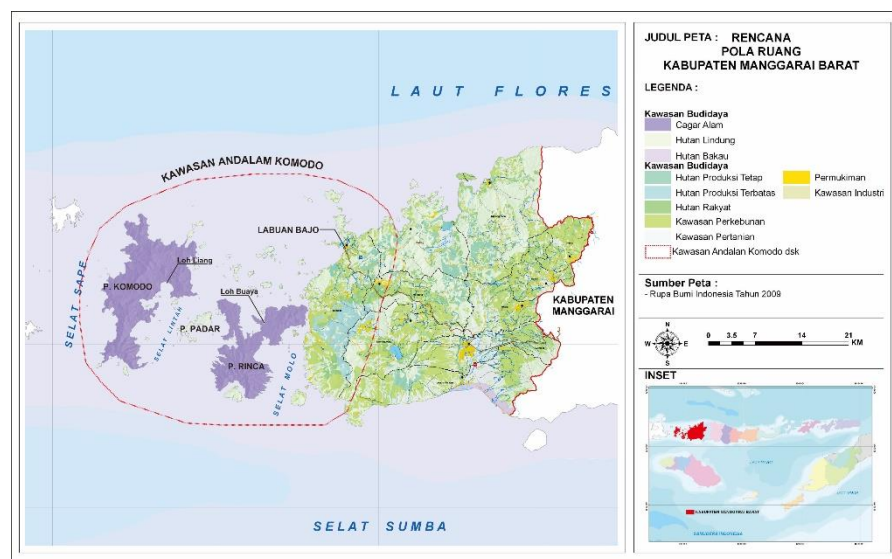 LAUT FLORES
KAWASAN ANDALAM KOMODO
LABUAN BAJO
SELAT SAPE
Loh Liang
P. KOMODO
Loh Buaya
KABUPATEN
MANGGARAI
P. PADAR
SELAT LINTAH
P. RINCA
SELAT MOLO
SELAT SUMBA
JUDUL PETA : RENCANA
POLA RUANG
KABUPATEN MANGGARAI BARAT
LEGENDA :
Kawasan Budidaya
Cagar Alam
Hutan Lindung
Hutan Bakau
Kawasan Budidaya
Hutan Produksi Tetap
Hutan Produksi Terbatas
Hutan Rakyat
Kawasan Perkebunan
Kawasan Pertanian
Kawasan Andalan Komodo dsk
Permukiman
Kawasan Industri
Sumber Peta :
- Rupa Bumi Indonesia Tahun 2009
N
W E
S
0 3.5 7 14 21
KM
INSET
KABUPATEN MANGGARAI BARAT